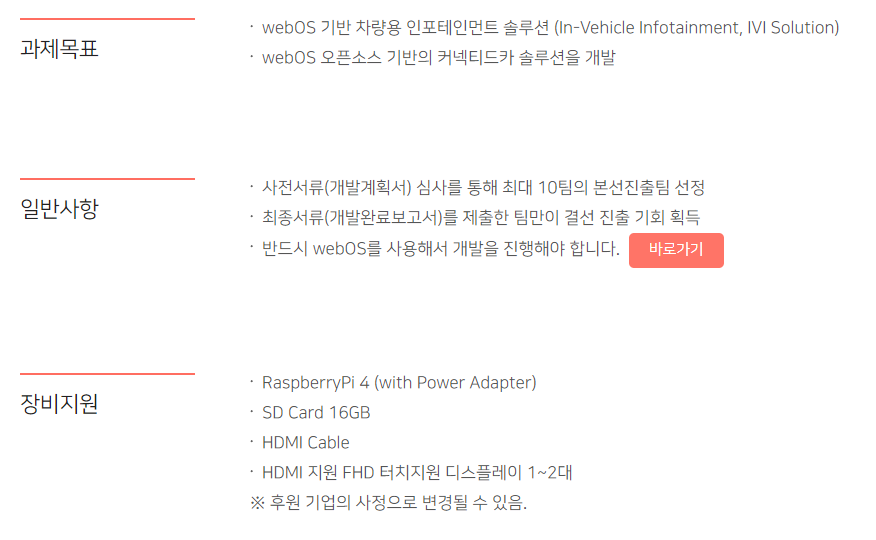 과제목표
· webOS 기반 차량용 인포테인먼트 솔루션 (In-Vehicle Infotainment, IVI Solution)
· webOS 오픈소스 기반의 커넥티드카 솔루션을 개발
일반사항
· 사전서류(개발계획서) 심사를 통해 최대 10팀의 본선진출팀 선정
· 최종서류(개발완료보고서)를 제출한 팀만이 결선 진출 기회 획득
· 반드시 webOS를 사용해서 개발을 진행해야 합니다. 바로가기
장비지원
· RaspberryPi 4 (with Power Adapter)
· SD Card 16GB
· HDMI Cable
· HDMI 지원 FHD 터치지원 디스플레이 1~2대
※ 후원 기업의 사정으로 변경될 수 있음.